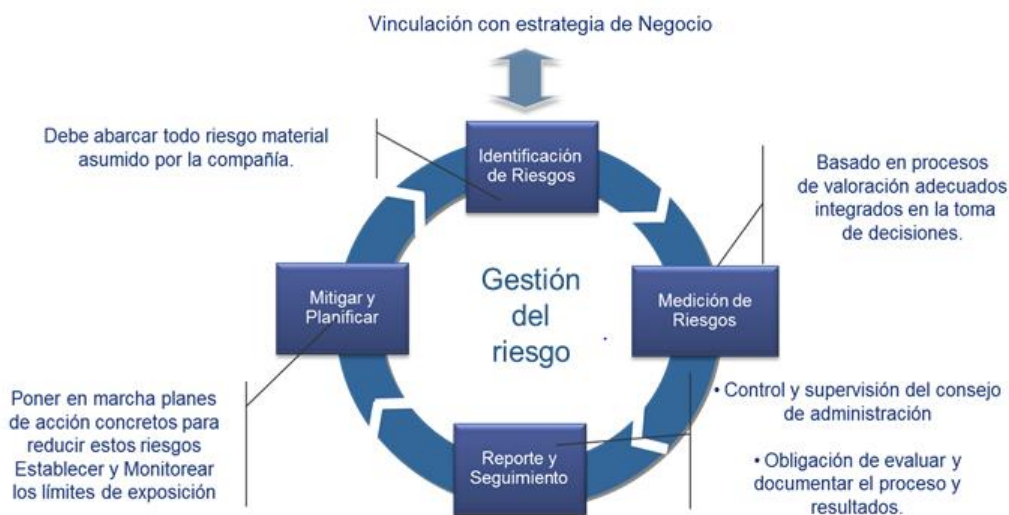 Vinculación con estrategia de Negocio
Debe abarcar todo riesgo material
asumido por la compañía.
Identificación
de Riesgos
Basado en procesos
de valoración adecuados
integrados en la toma
de decisiones.
Mitigar y
Planificar
Gestión
del
riesgo
Medición de
Riesgos
Poner en marcha planes
de acción concretos para
reducir estos riesgos
Establecer y Monitorear
los límites de exposición
Reporte y
Seguimiento
• Control y supervisión del consejo
de administración
• Obligación de evaluar y
documentar el proceso y
resultados.